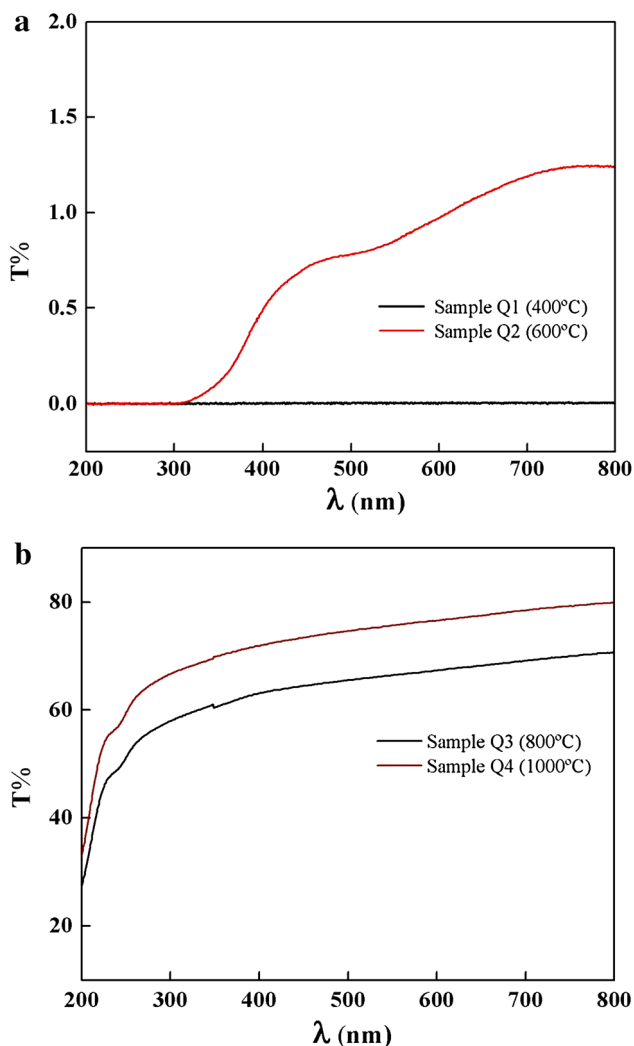 a
2.0
1.5
1.0
0.5
0.0
T%
Sample Q1 (400ºC)
Sample Q2 (600ºC)
200 300 400 500 600 700 800
λ (nm)
b
80
60
40
20
T%
Sample Q3 (800ºC)
Sample Q4 (1000ºC)
200 300 400 500 600 700 800
λ (nm)